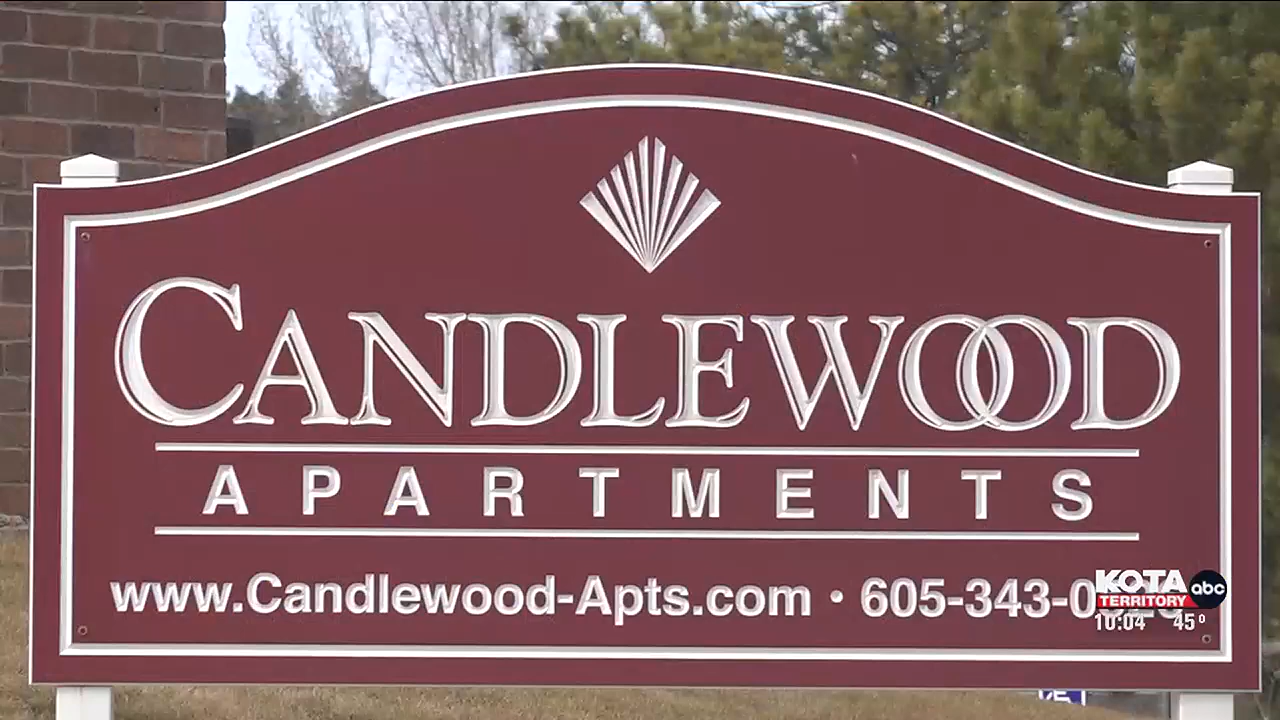 CANDLEWOOD
APARTMENTS
www.Candlewood-Apts.com • 605-343-0
KOTA
TERRITORY
abc
10:04 45°